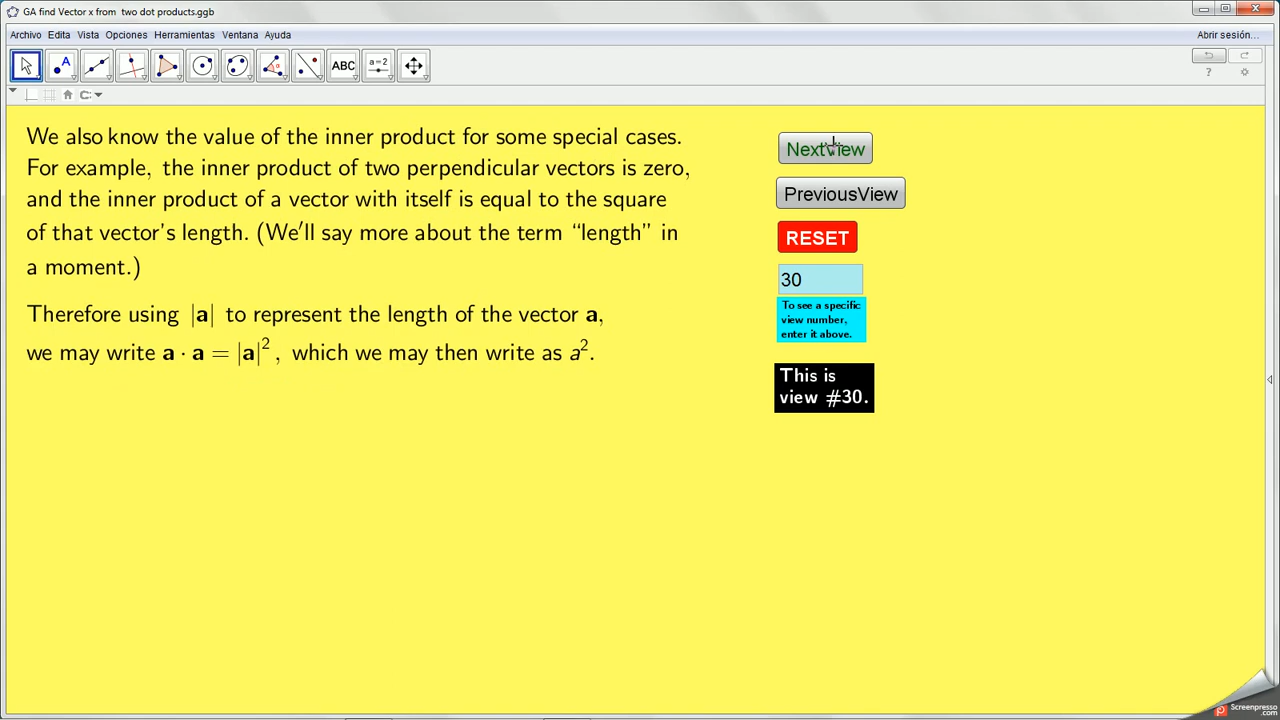 GA find Vector x from  two dot products.ggb
Archivo Edita Vista Opciones Herramientas Ventana Ayuda Abrir sesión...
ABC a=2
We also know the value of the inner product for some special cases.
For example, the inner product of two perpendicular vectors is zero,
and the inner product of a vector with itself is equal to the square
of that vector's length. (We'll say more about the term “length” in
a moment.)
Therefore using |a| to represent the length of the vector a,
we may write a · a = |a|², which we may then write as a².
NextView
PreviousView
RESET
30
To see a specific
view number,
enter it above.
This is
view #30.
Screenpresso
.com